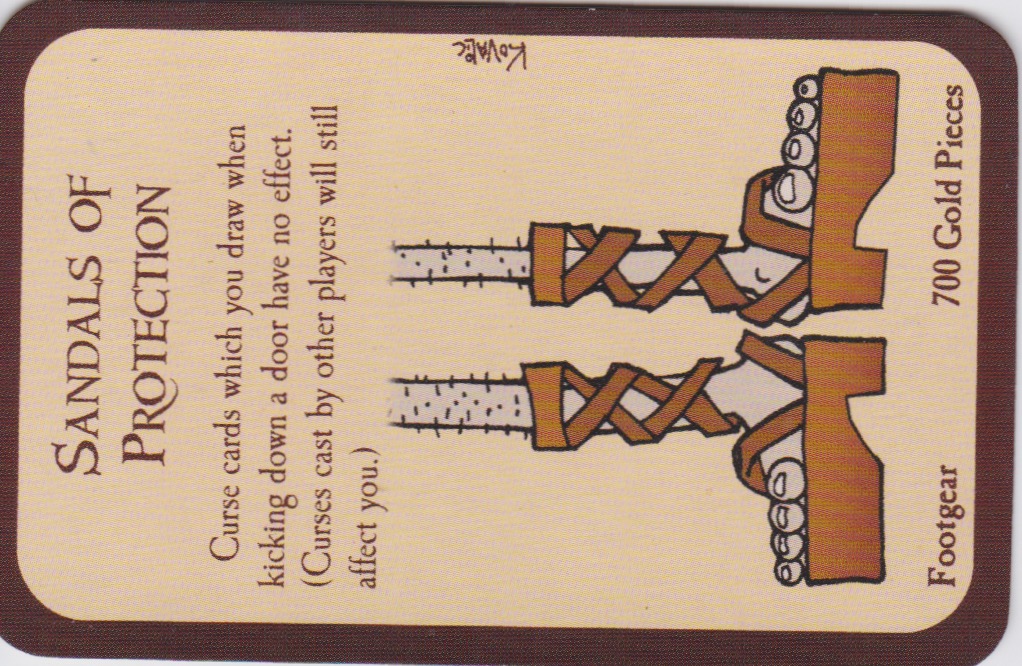 SANDALS OF
PROTECTION
Curse cards which you draw when
kicking down a door have no effect.
(Curses cast by other players will still
affect you.)
KOVALIC
Footgear 700 Gold Pieces